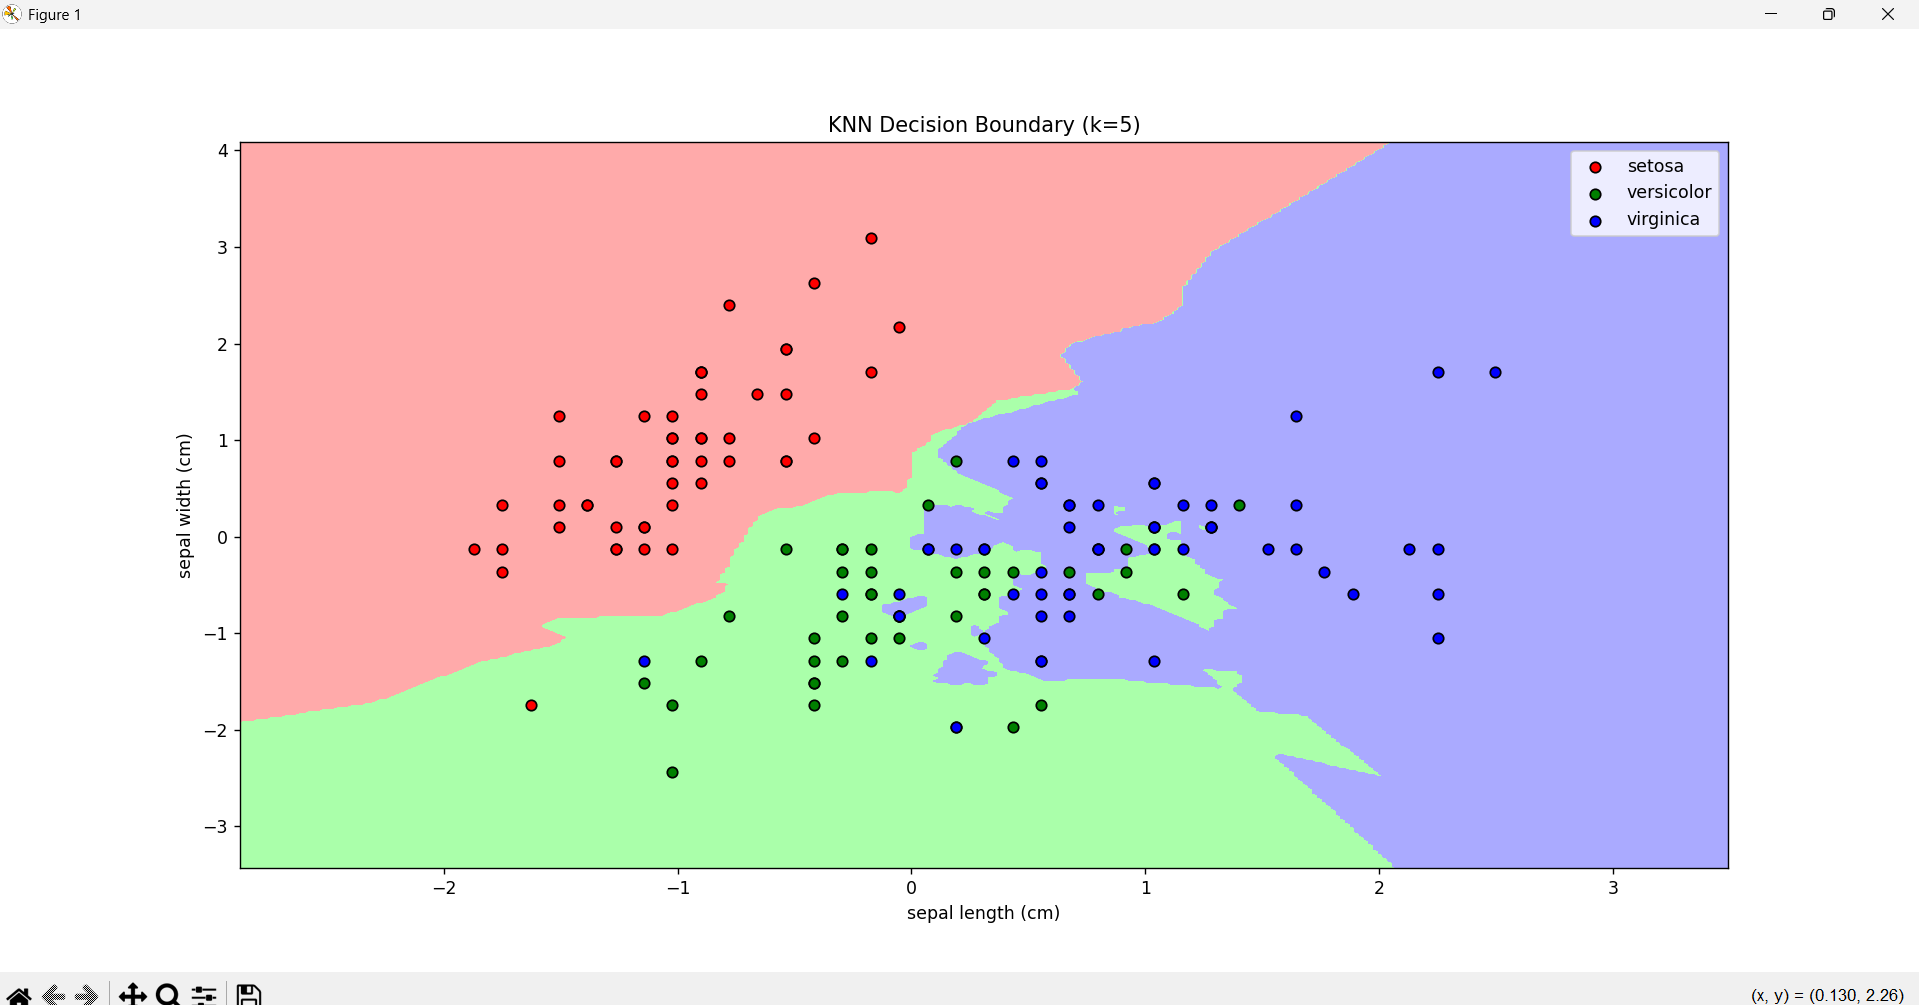 Figure 1
KNN Decision Boundary (k=5)
setosa
versicolor
virginica
4
3
2
1
0
−1
−2
−3
sepal width (cm)
−2 −1 0 1 2 3
sepal length (cm)
(x, y) = (0.130, 2.26)